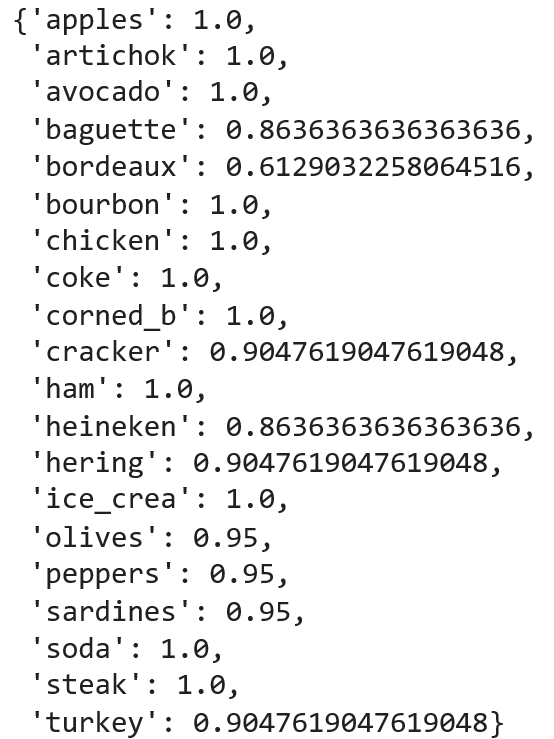 {'apples': 1.0,
'artichok': 1.0,
'avocado': 1.0,
'baguette': 0.8636363636363636,
'bordeaux': 0.6129032258064516,
'bourbon': 1.0,
'chicken': 1.0,
'coke': 1.0,
'corned_b': 1.0,
'cracker': 0.9047619047619048,
'ham': 1.0,
'heineken': 0.8636363636363636,
'hering': 0.9047619047619048,
'ice_crea': 1.0,
'olives': 0.95,
'peppers': 0.95,
'sardines': 0.95,
'soda': 1.0,
'steak': 1.0,
'turkey': 0.9047619047619048}